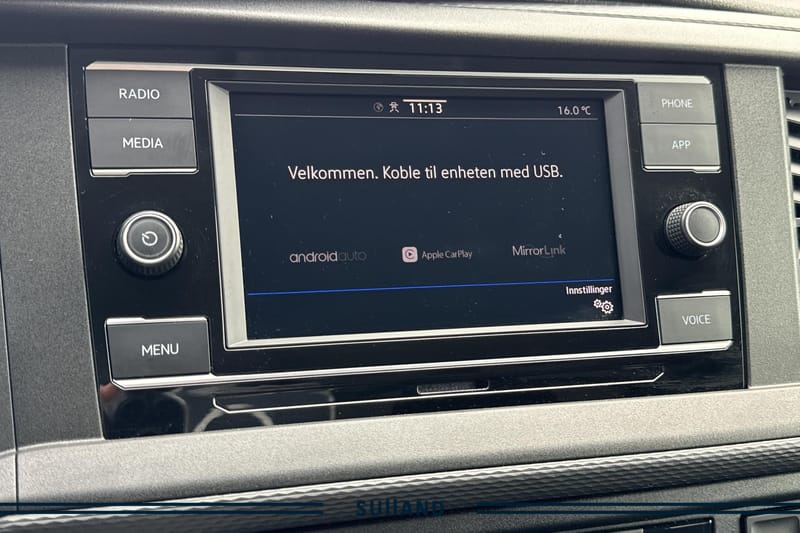 RADIO
MEDIA
MENU
11:13
16.0 °C
Velkommen. Koble til enheten med USB.
androidauto
Apple CarPlay
MirrorLink
Innstillinger
PHONE
APP
VOICE